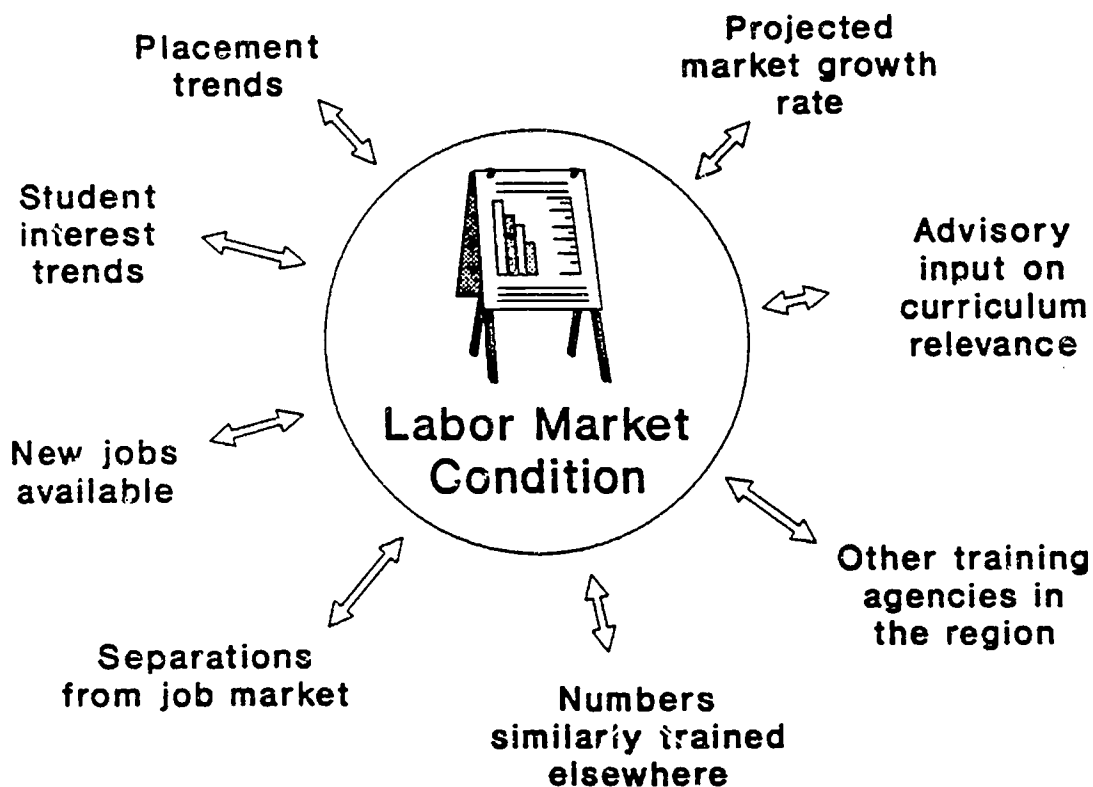 Placement
trends
Projected
market growth
rate
Student
interest
trends
Advisory
input on
curriculum
relevance
Labor Market
Condition
New jobs
available
Other training
agencies in
the region
Separations
from job market
Numbers
similarly trained
elsewhere